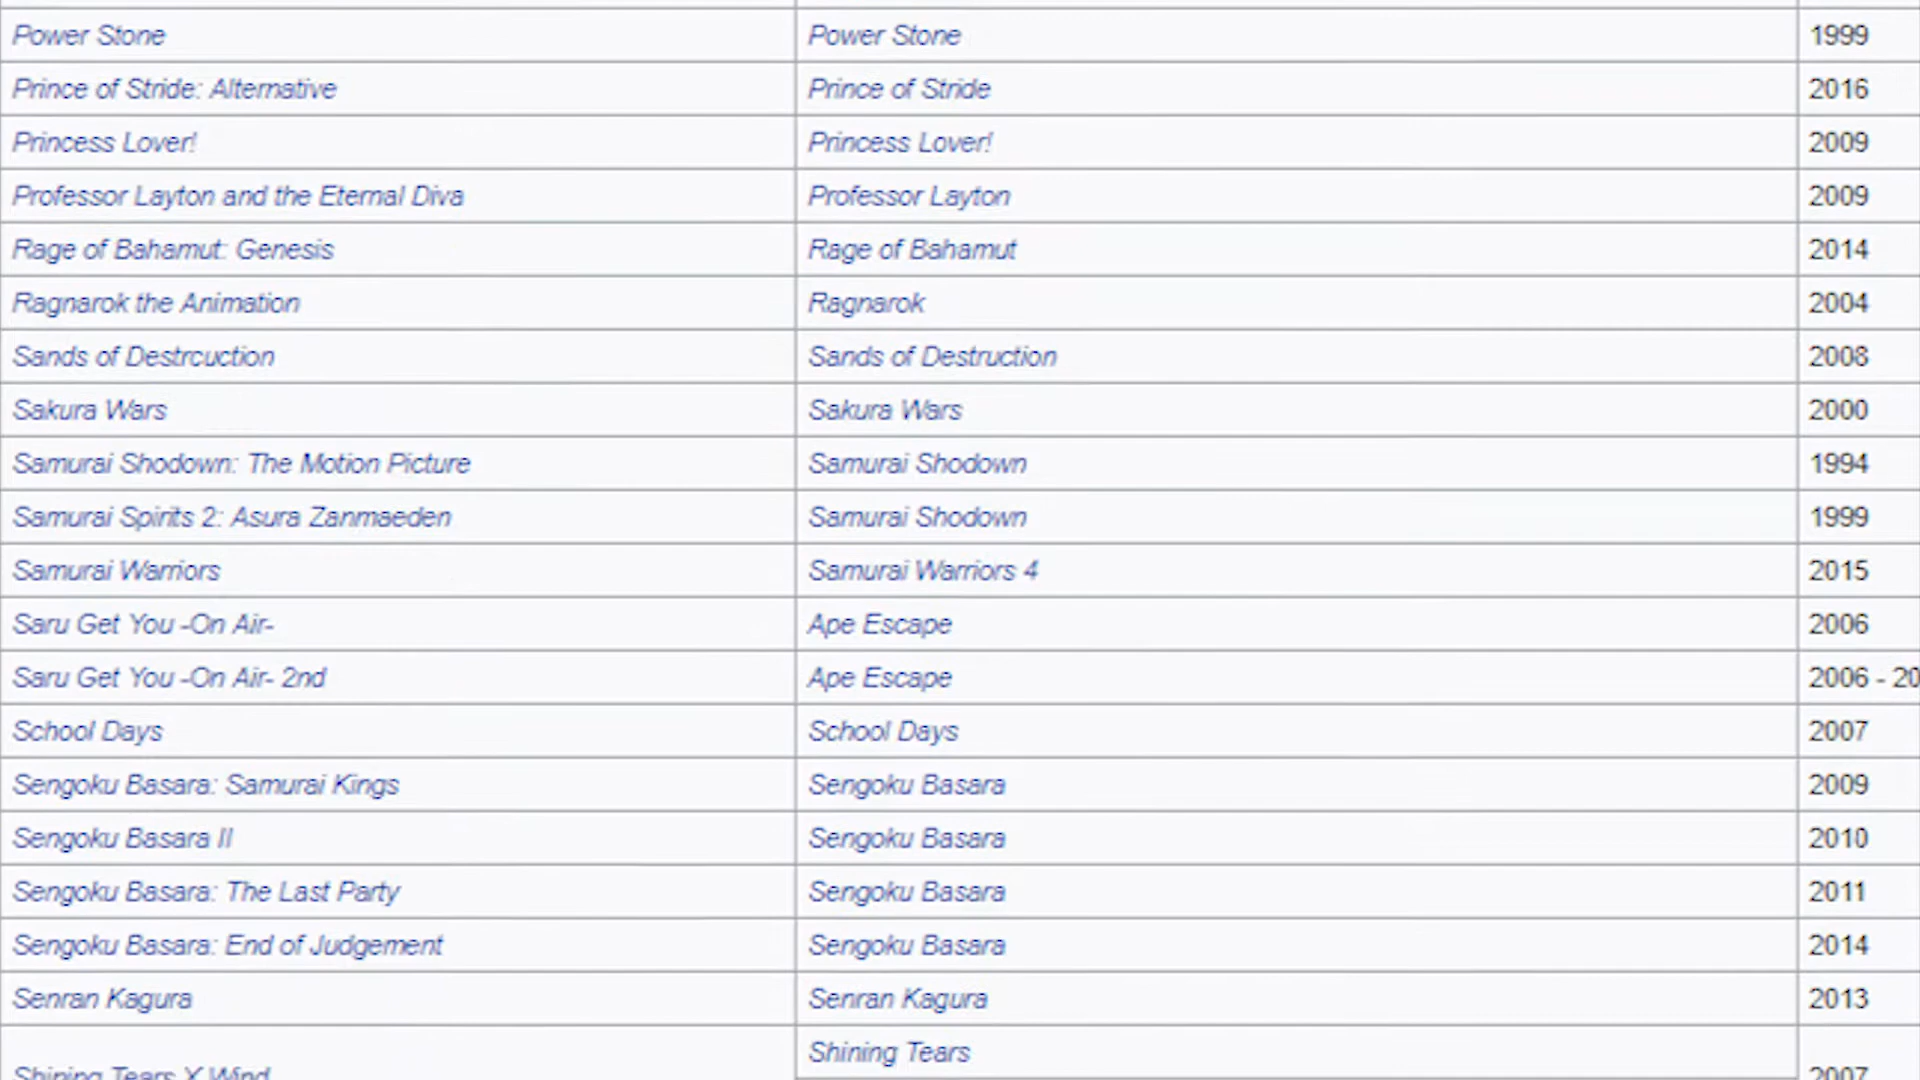 Power Stone Power Stone 1999
Prince of Stride: Alternative Prince of Stride 2016
Princess Lover! Princess Lover! 2009
Professor Layton and the Eternal Diva Professor Layton 2009
Rage of Bahamut: Genesis Rage of Bahamut 2014
Ragnarok the Animation Ragnarok 2004
Sands of Destrcuction Sands of Destruction 2008
Sakura Wars Sakura Wars 2000
Samurai Shodown: The Motion Picture Samurai Shodown 1994
Samurai Spirits 2: Asura Zanmaeden Samurai Shodown 1999
Samurai Warriors Samurai Warriors 4 2015
Saru Get You -On Air- Ape Escape 2006
Saru Get You -On Air- 2nd Ape Escape 2006 - 20
School Days School Days 2007
Sengoku Basara: Samurai Kings Sengoku Basara 2009
Sengoku Basara II Sengoku Basara 2010
Sengoku Basara: The Last Party Sengoku Basara 2011
Sengoku Basara: End of Judgement Sengoku Basara 2014
Senran Kagura Senran Kagura 2013
Shining Tears
Shining Tears X Wind 2007